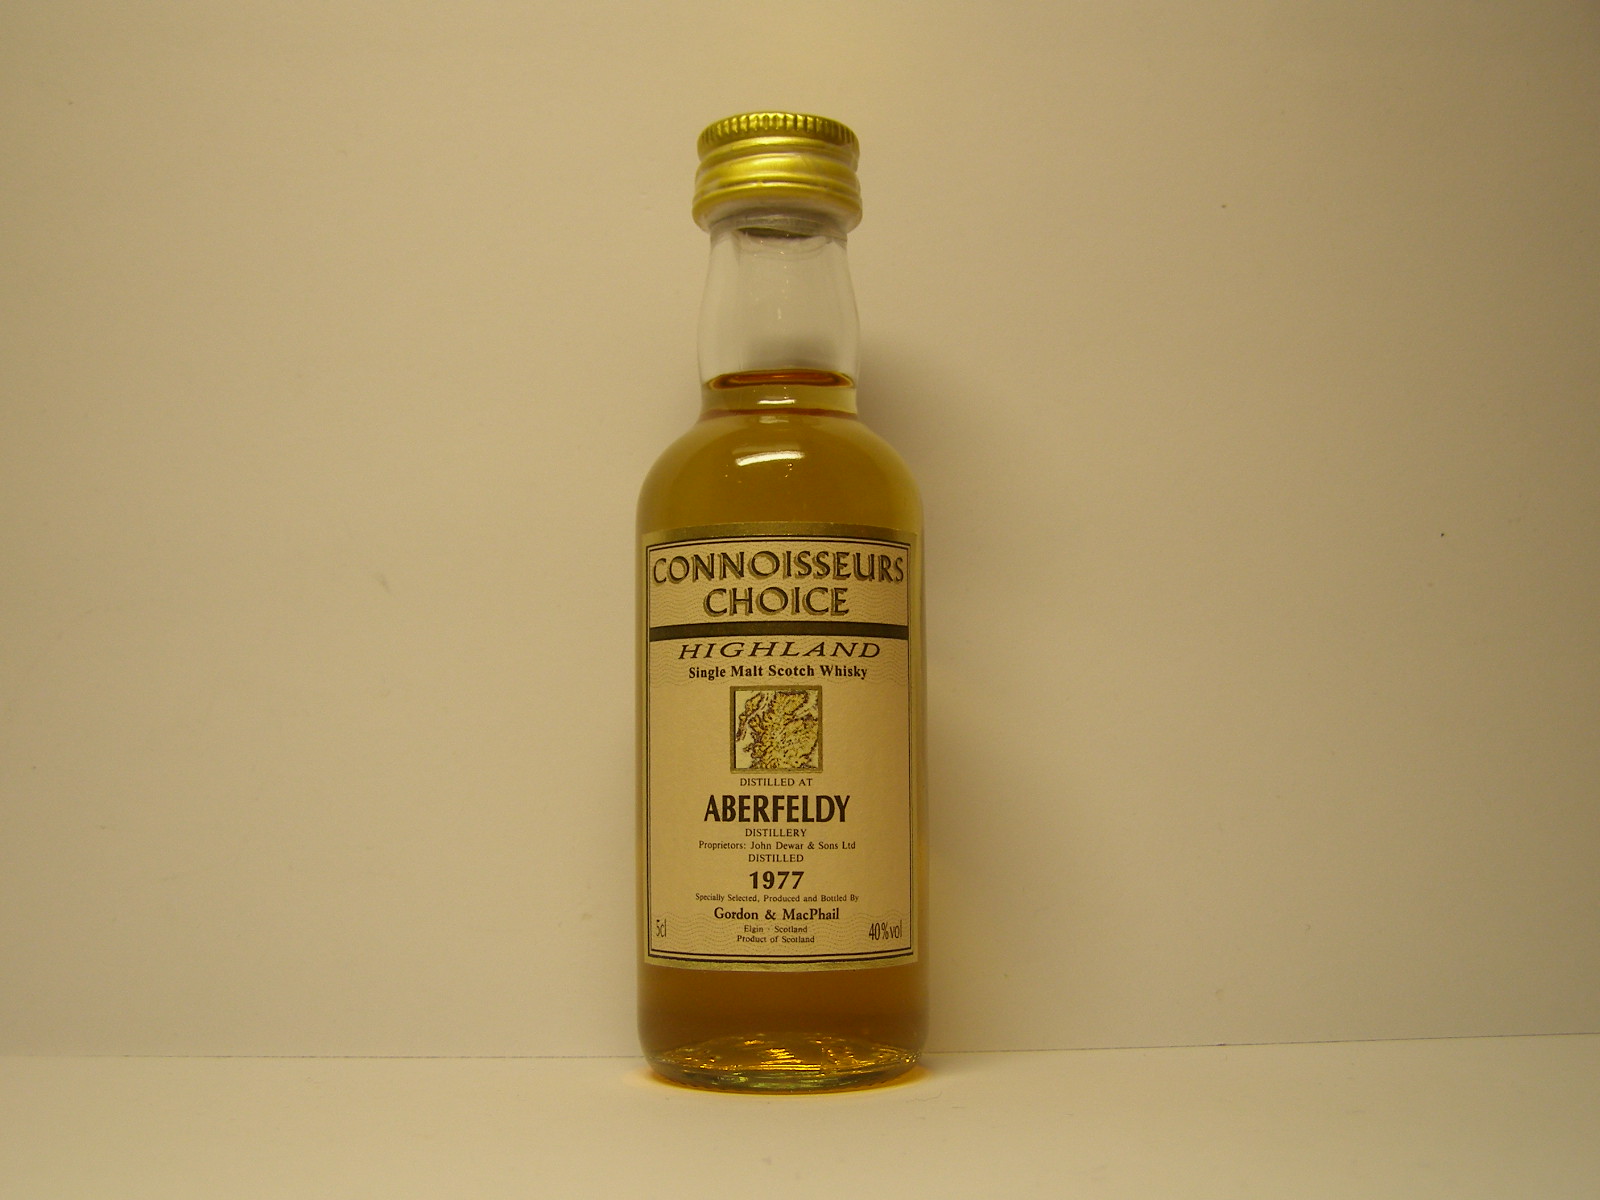 CONNOISSEURS
CHOICE
HIGHLAND
Single Malt Scotch Whisky
DISTILLED AT
ABERFELDY
DISTILLERY
Proprietors: John Dewar & Sons Ltd
DISTILLED
1977
Specially Selected, Produced and Bottled By
Gordon & MacPhail
Elgin · Scotland
Product of Scotland
5cl
40%vol